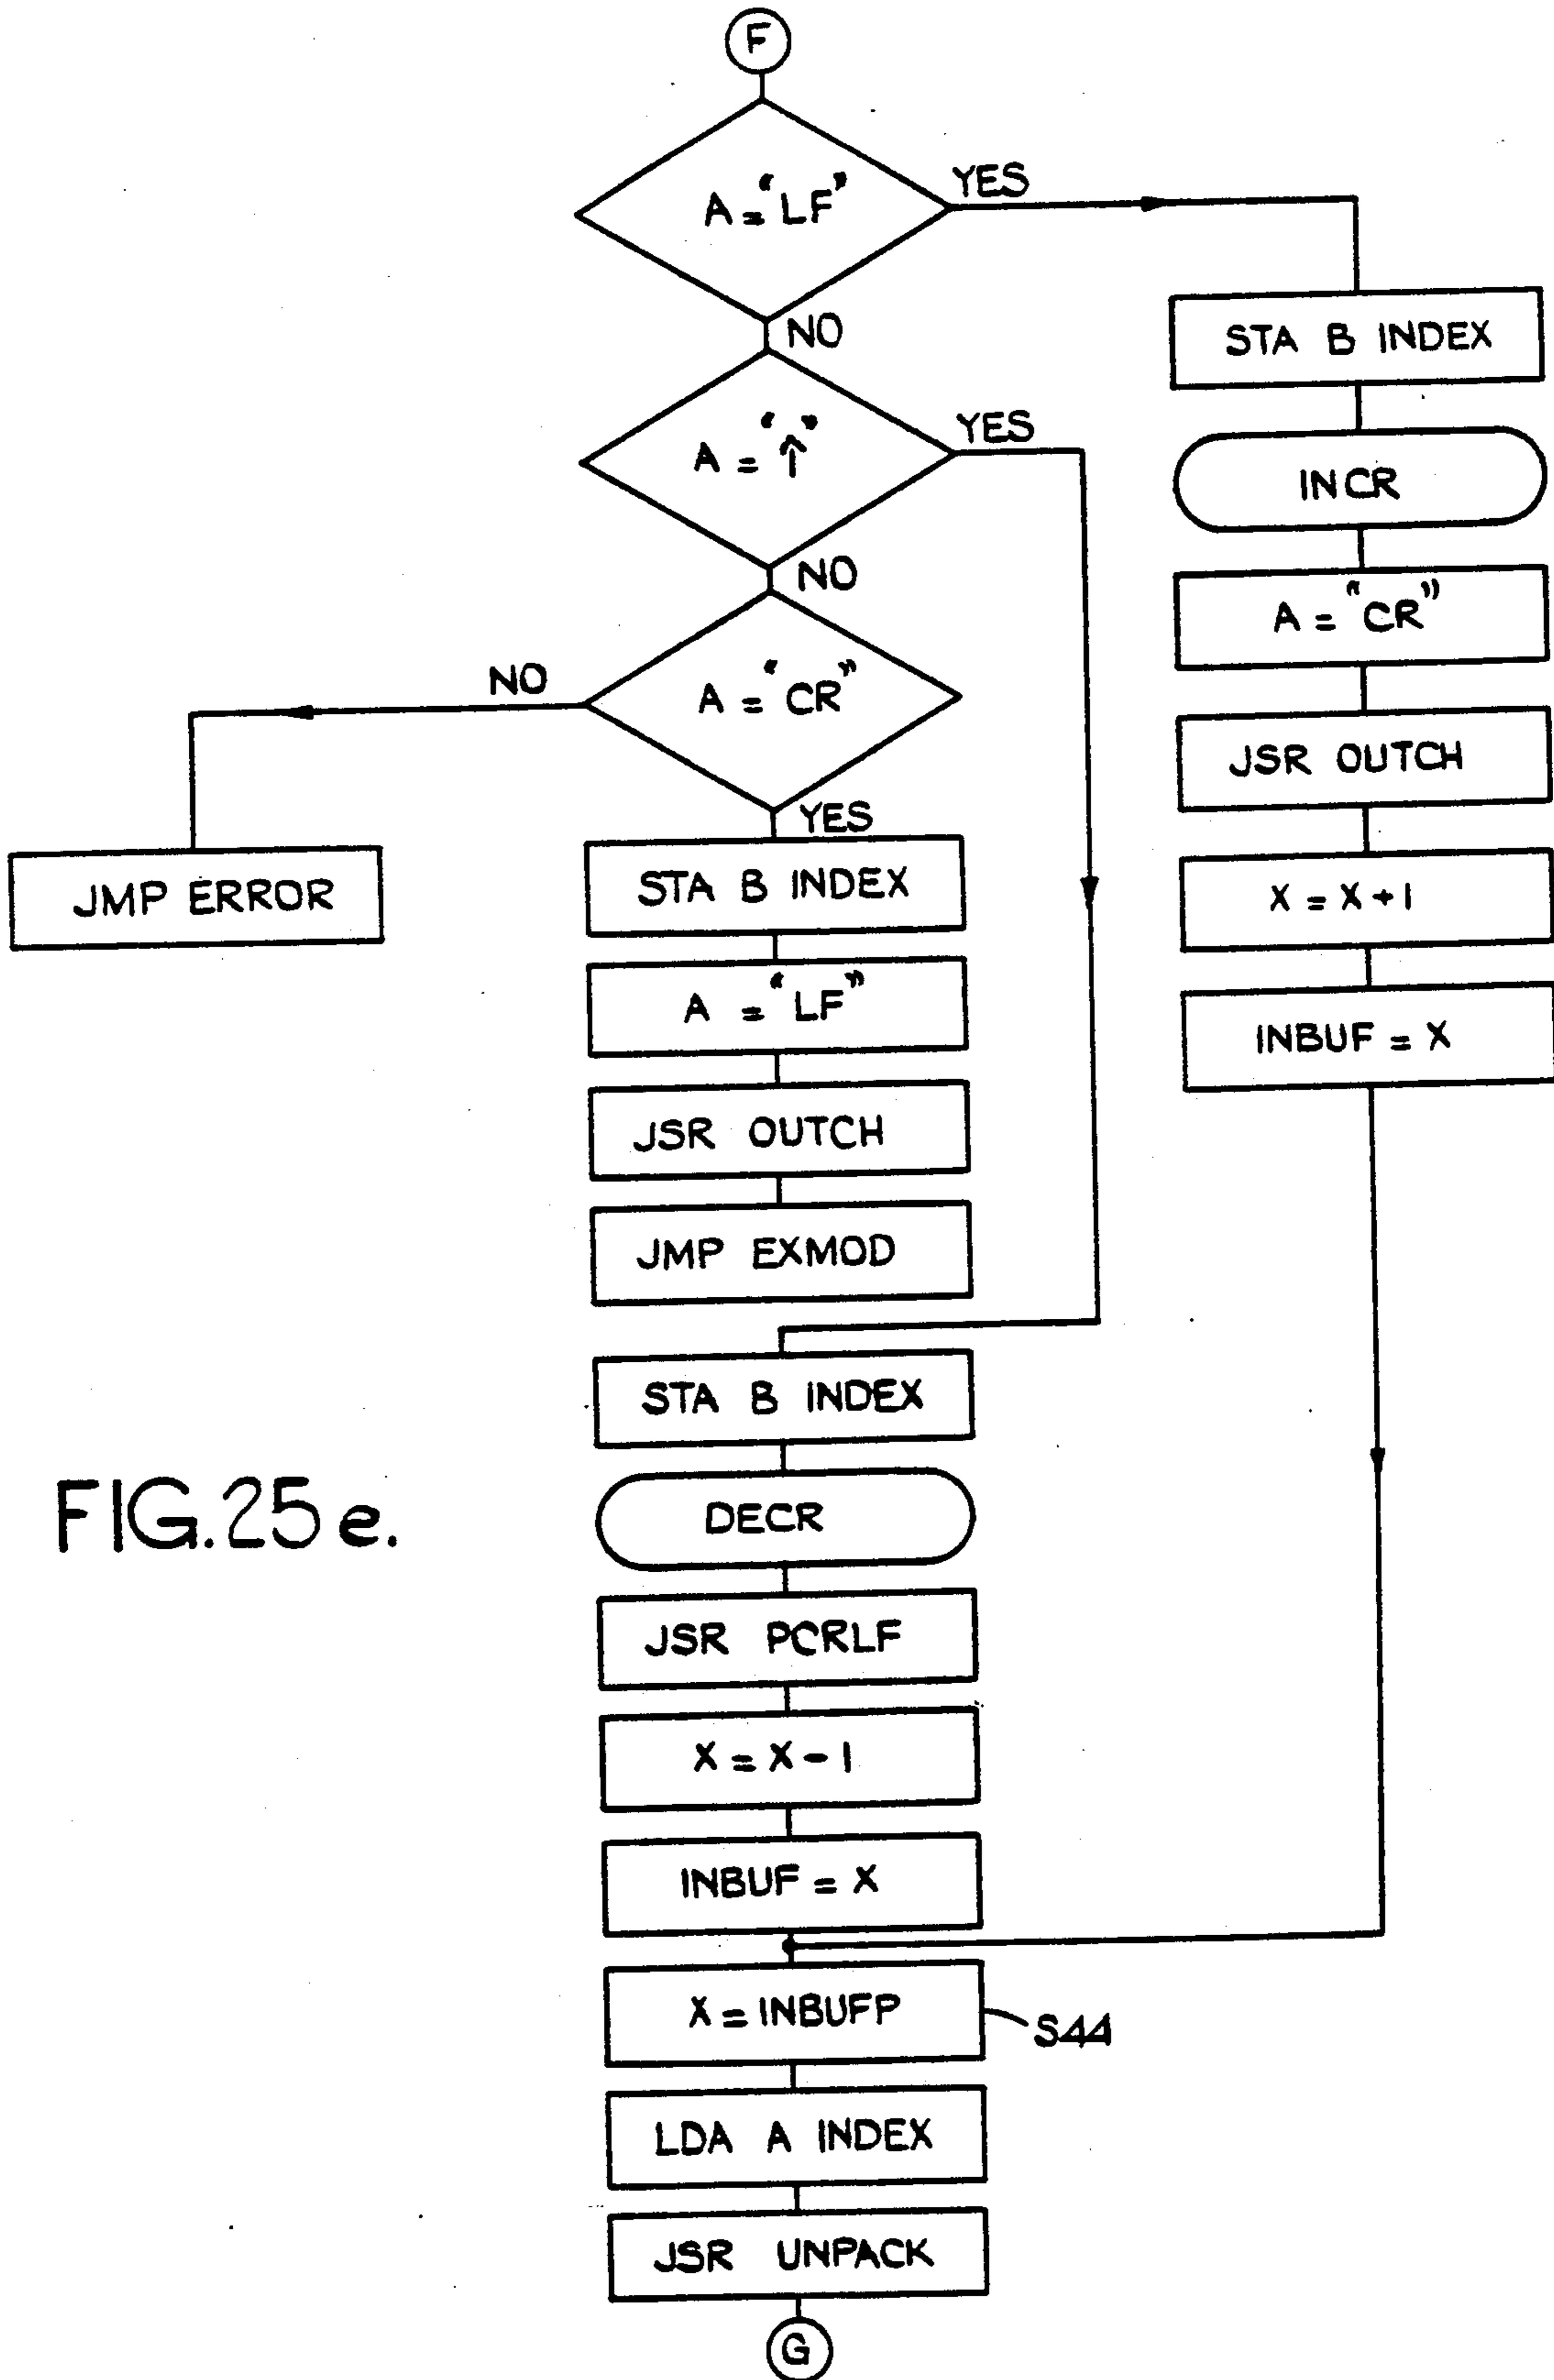 F
A = "LF"
YES
NO
STA B INDEX
A = "↑"
YES
NO
INCR
A = "CR"
NO
YES
A = "CR"
JSR OUTCH
JMP ERROR
STA B INDEX
X = X + 1
A = "LF"
INBUF = X
JSR OUTCH
JMP EXMOD
STA B INDEX
DECR
FIG.25e.
JSR PCRLF
X = X - 1
INBUF = X
X = INBUFP
S44
LDA A INDEX
JSR UNPACK
G